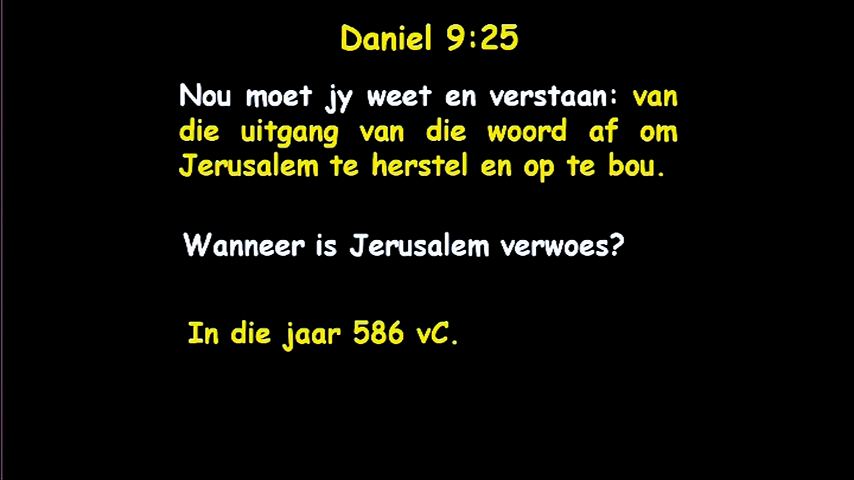 Daniel 9:25
Nou moet jy weet en verstaan: van
die uitgang van die woord af om
Jerusalem te herstel en op te bou.
Wanneer is Jerusalem verwoes?
In die jaar 586 vC.